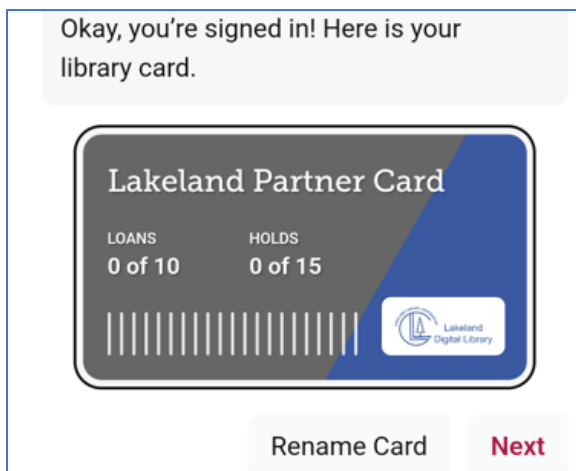 Okay, you’re signed in! Here is your
library card.
Lakeland Partner Card
LOANS HOLDS
0 of 10 0 of 15
Lakeland
Digital Library
Rename Card Next